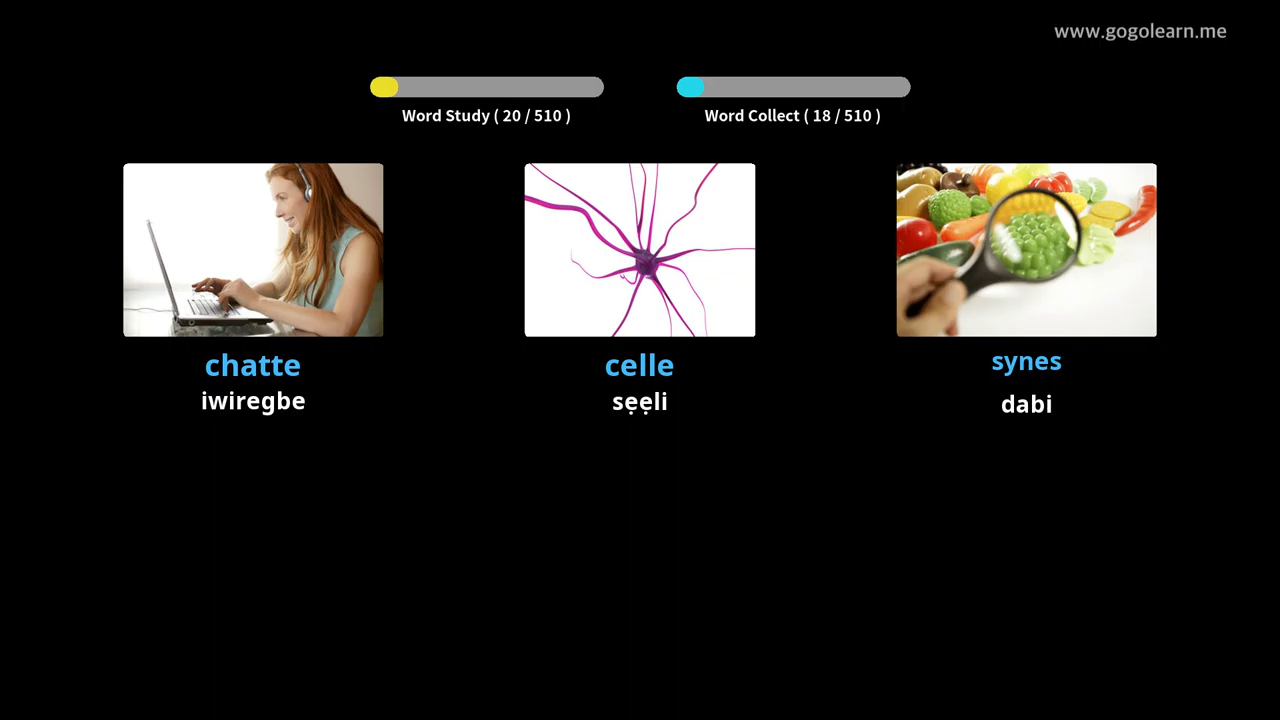 www.gogolearn.me
Word Study ( 20 / 510 )
Word Collect ( 18 / 510 )
chatte
iwiregbe
celle
sẹẹli
synes
dabi